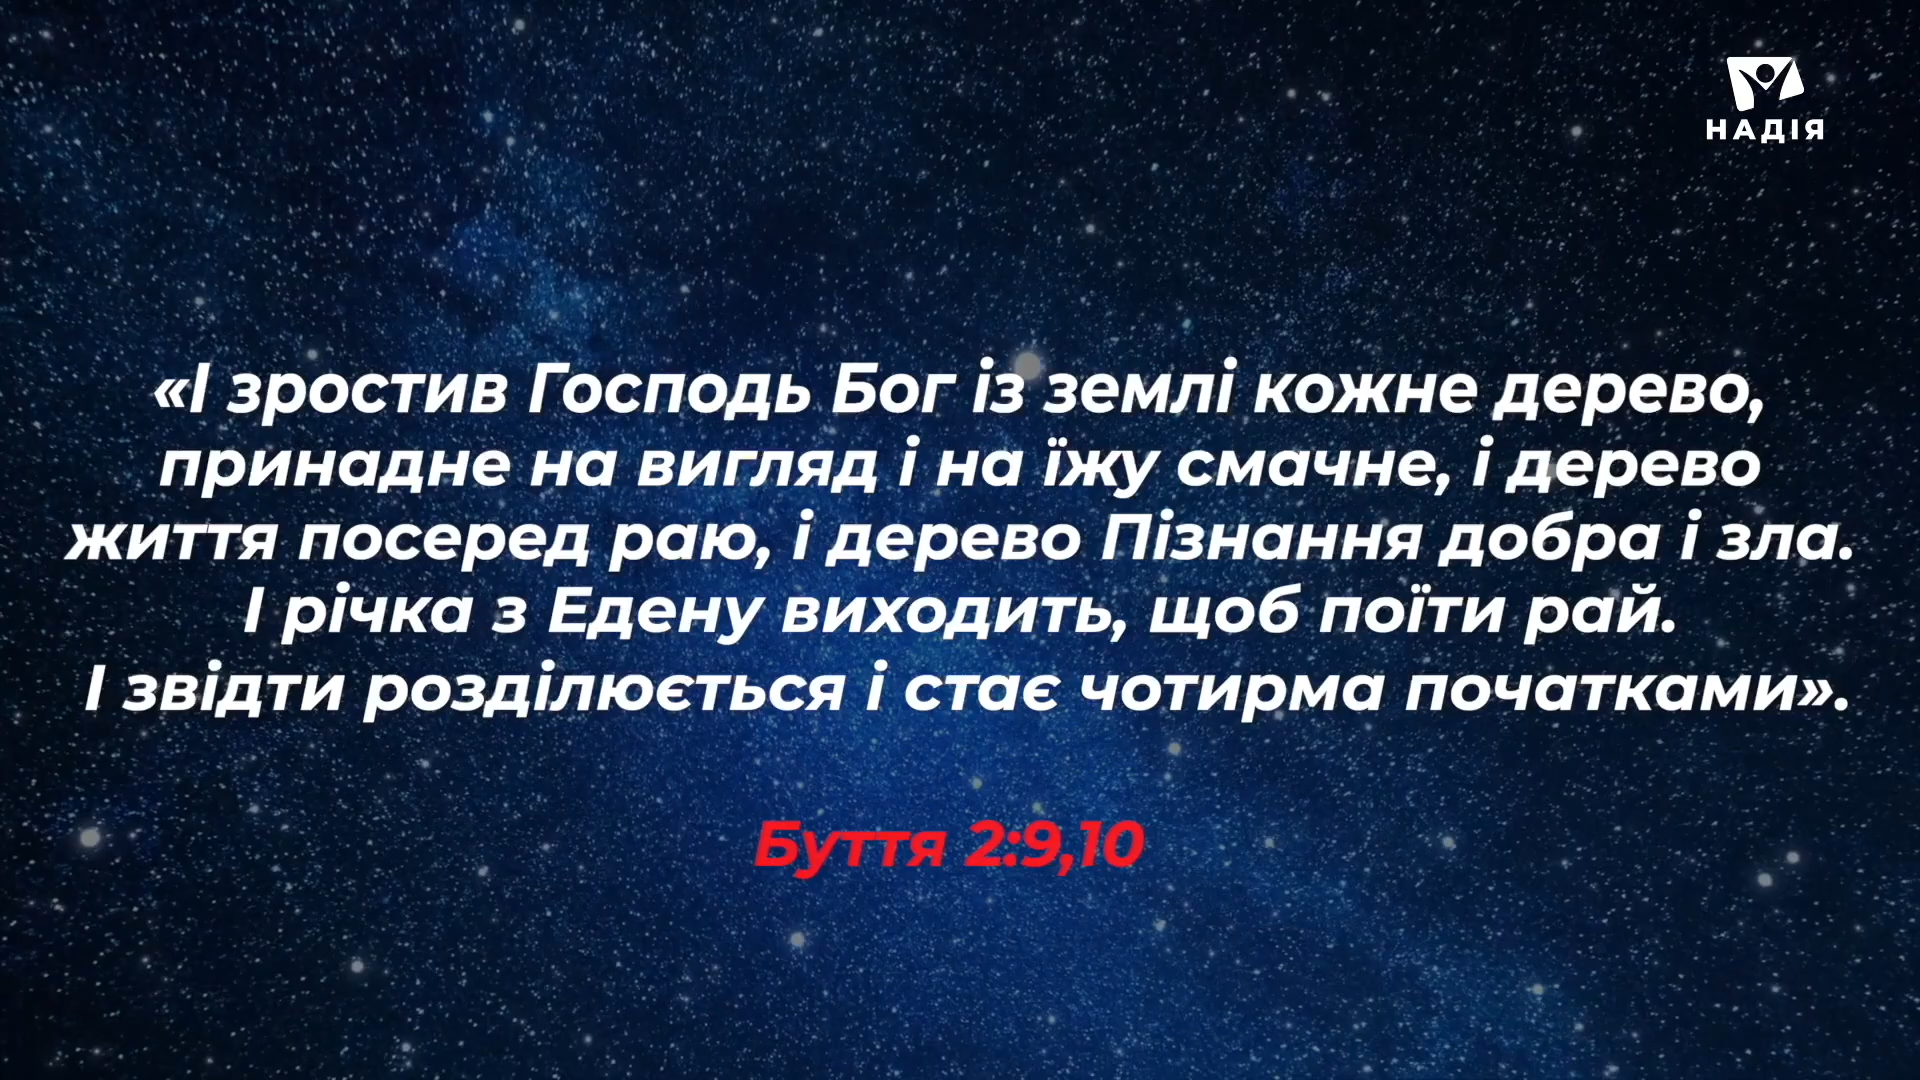 НАДІЯ
«І зростив Господь Бог із землі кожне дерево,
принадне на вигляд і на їжу смачне, і дерево
життя посеред раю, і дерево Пізнання добра і зла.
І річка з Едену виходить, щоб поїти рай.
І звідти розділюється і стає чотирма початками».
Буття 2:9,10